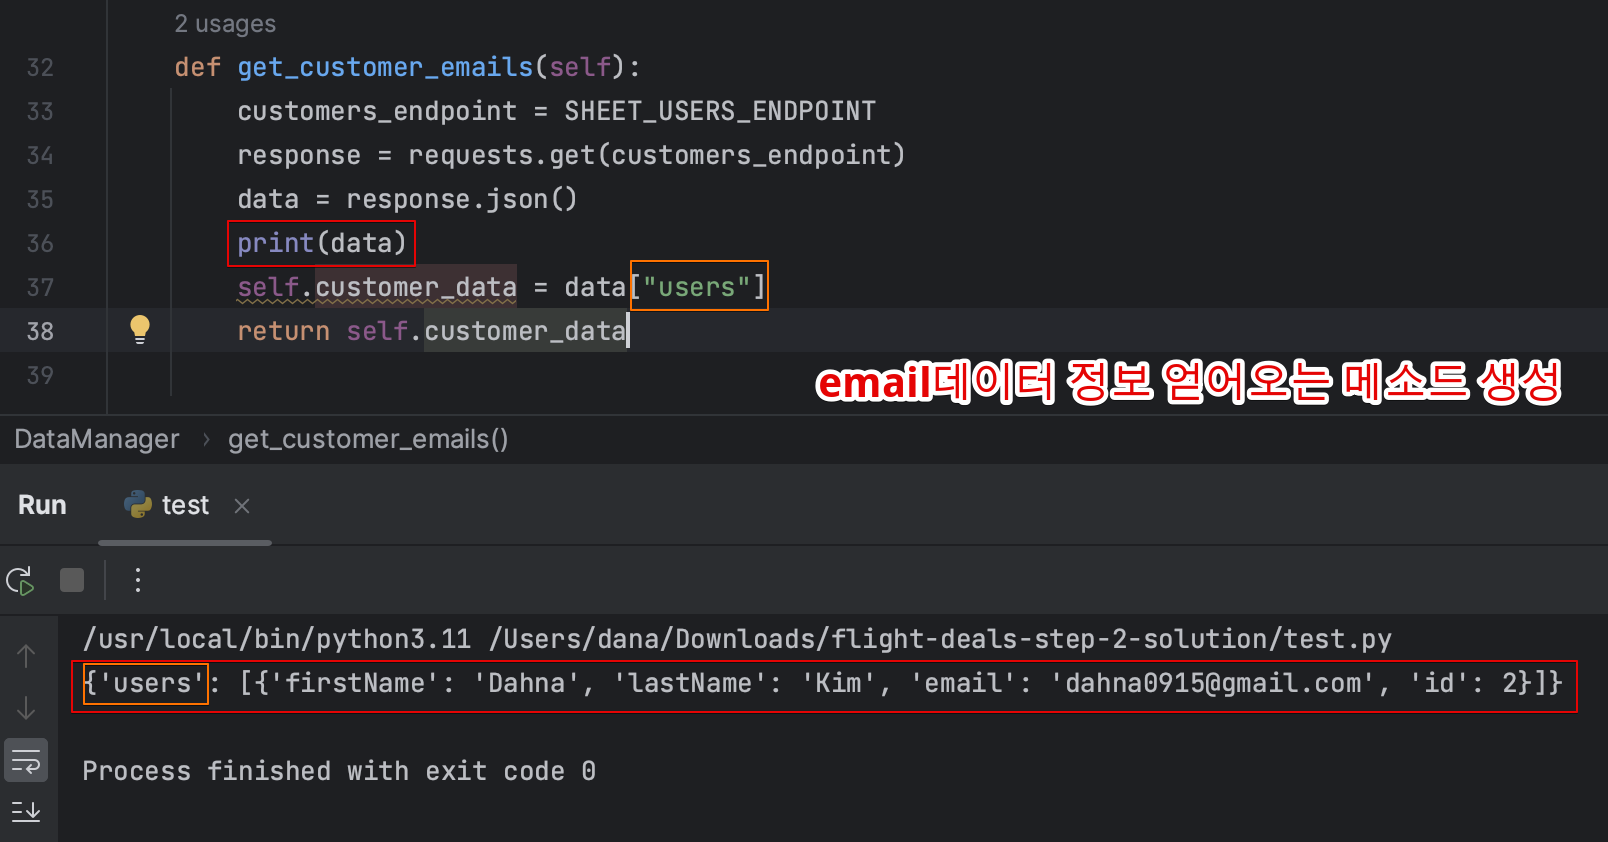 2 usages
32 def get_customer_emails(self):
33 customers_endpoint = SHEET_USERS_ENDPOINT
34 response = requests.get(customers_endpoint)
35 data = response.json()
36 print(data)
37 self.customer_data = data["users"]
38 return self.customer_data
39
email데이터 정보 얻어오는 메소드 생성
DataManager › get_customer_emails()
Run test ×
/usr/local/bin/python3.11 /Users/dana/Downloads/flight-deals-step-2-solution/test.py
{'users': [{'firstName': 'Dahna', 'lastName': 'Kim', 'email': 'dahna0915@gmail.com', 'id': 2}]}
Process finished with exit code 0